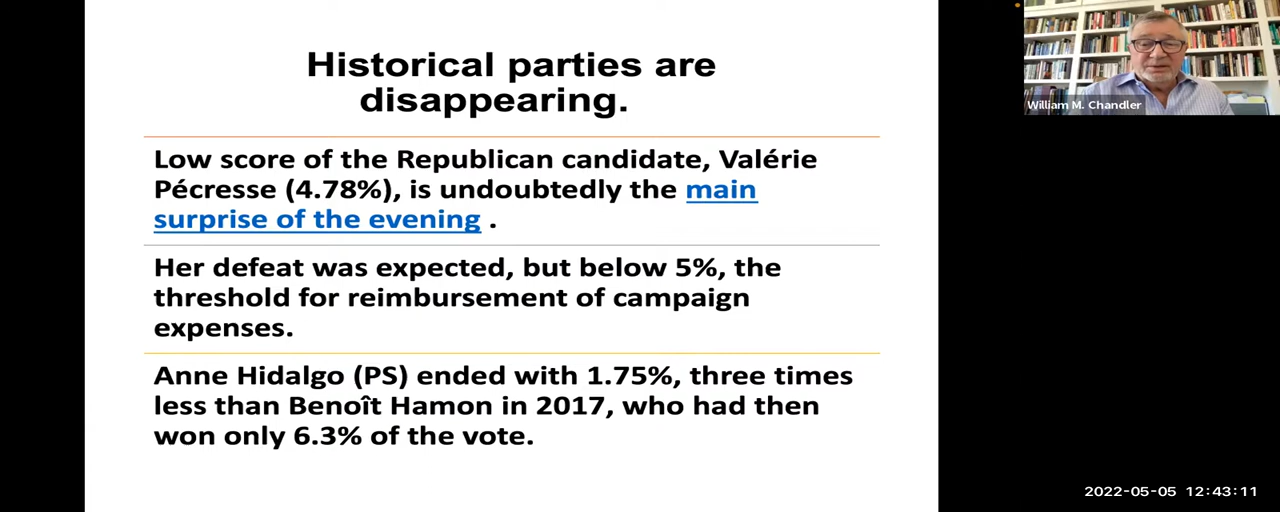 Historical parties are
disappearing.
Low score of the Republican candidate, Valérie
Pécresse (4.78%), is undoubtedly the main
surprise of the evening .
Her defeat was expected, but below 5%, the
threshold for reimbursement of campaign
expenses.
Anne Hidalgo (PS) ended with 1.75%, three times
less than Benoît Hamon in 2017, who had then
won only 6.3% of the vote.
William M. Chandler
2022-05-05 12:43:11